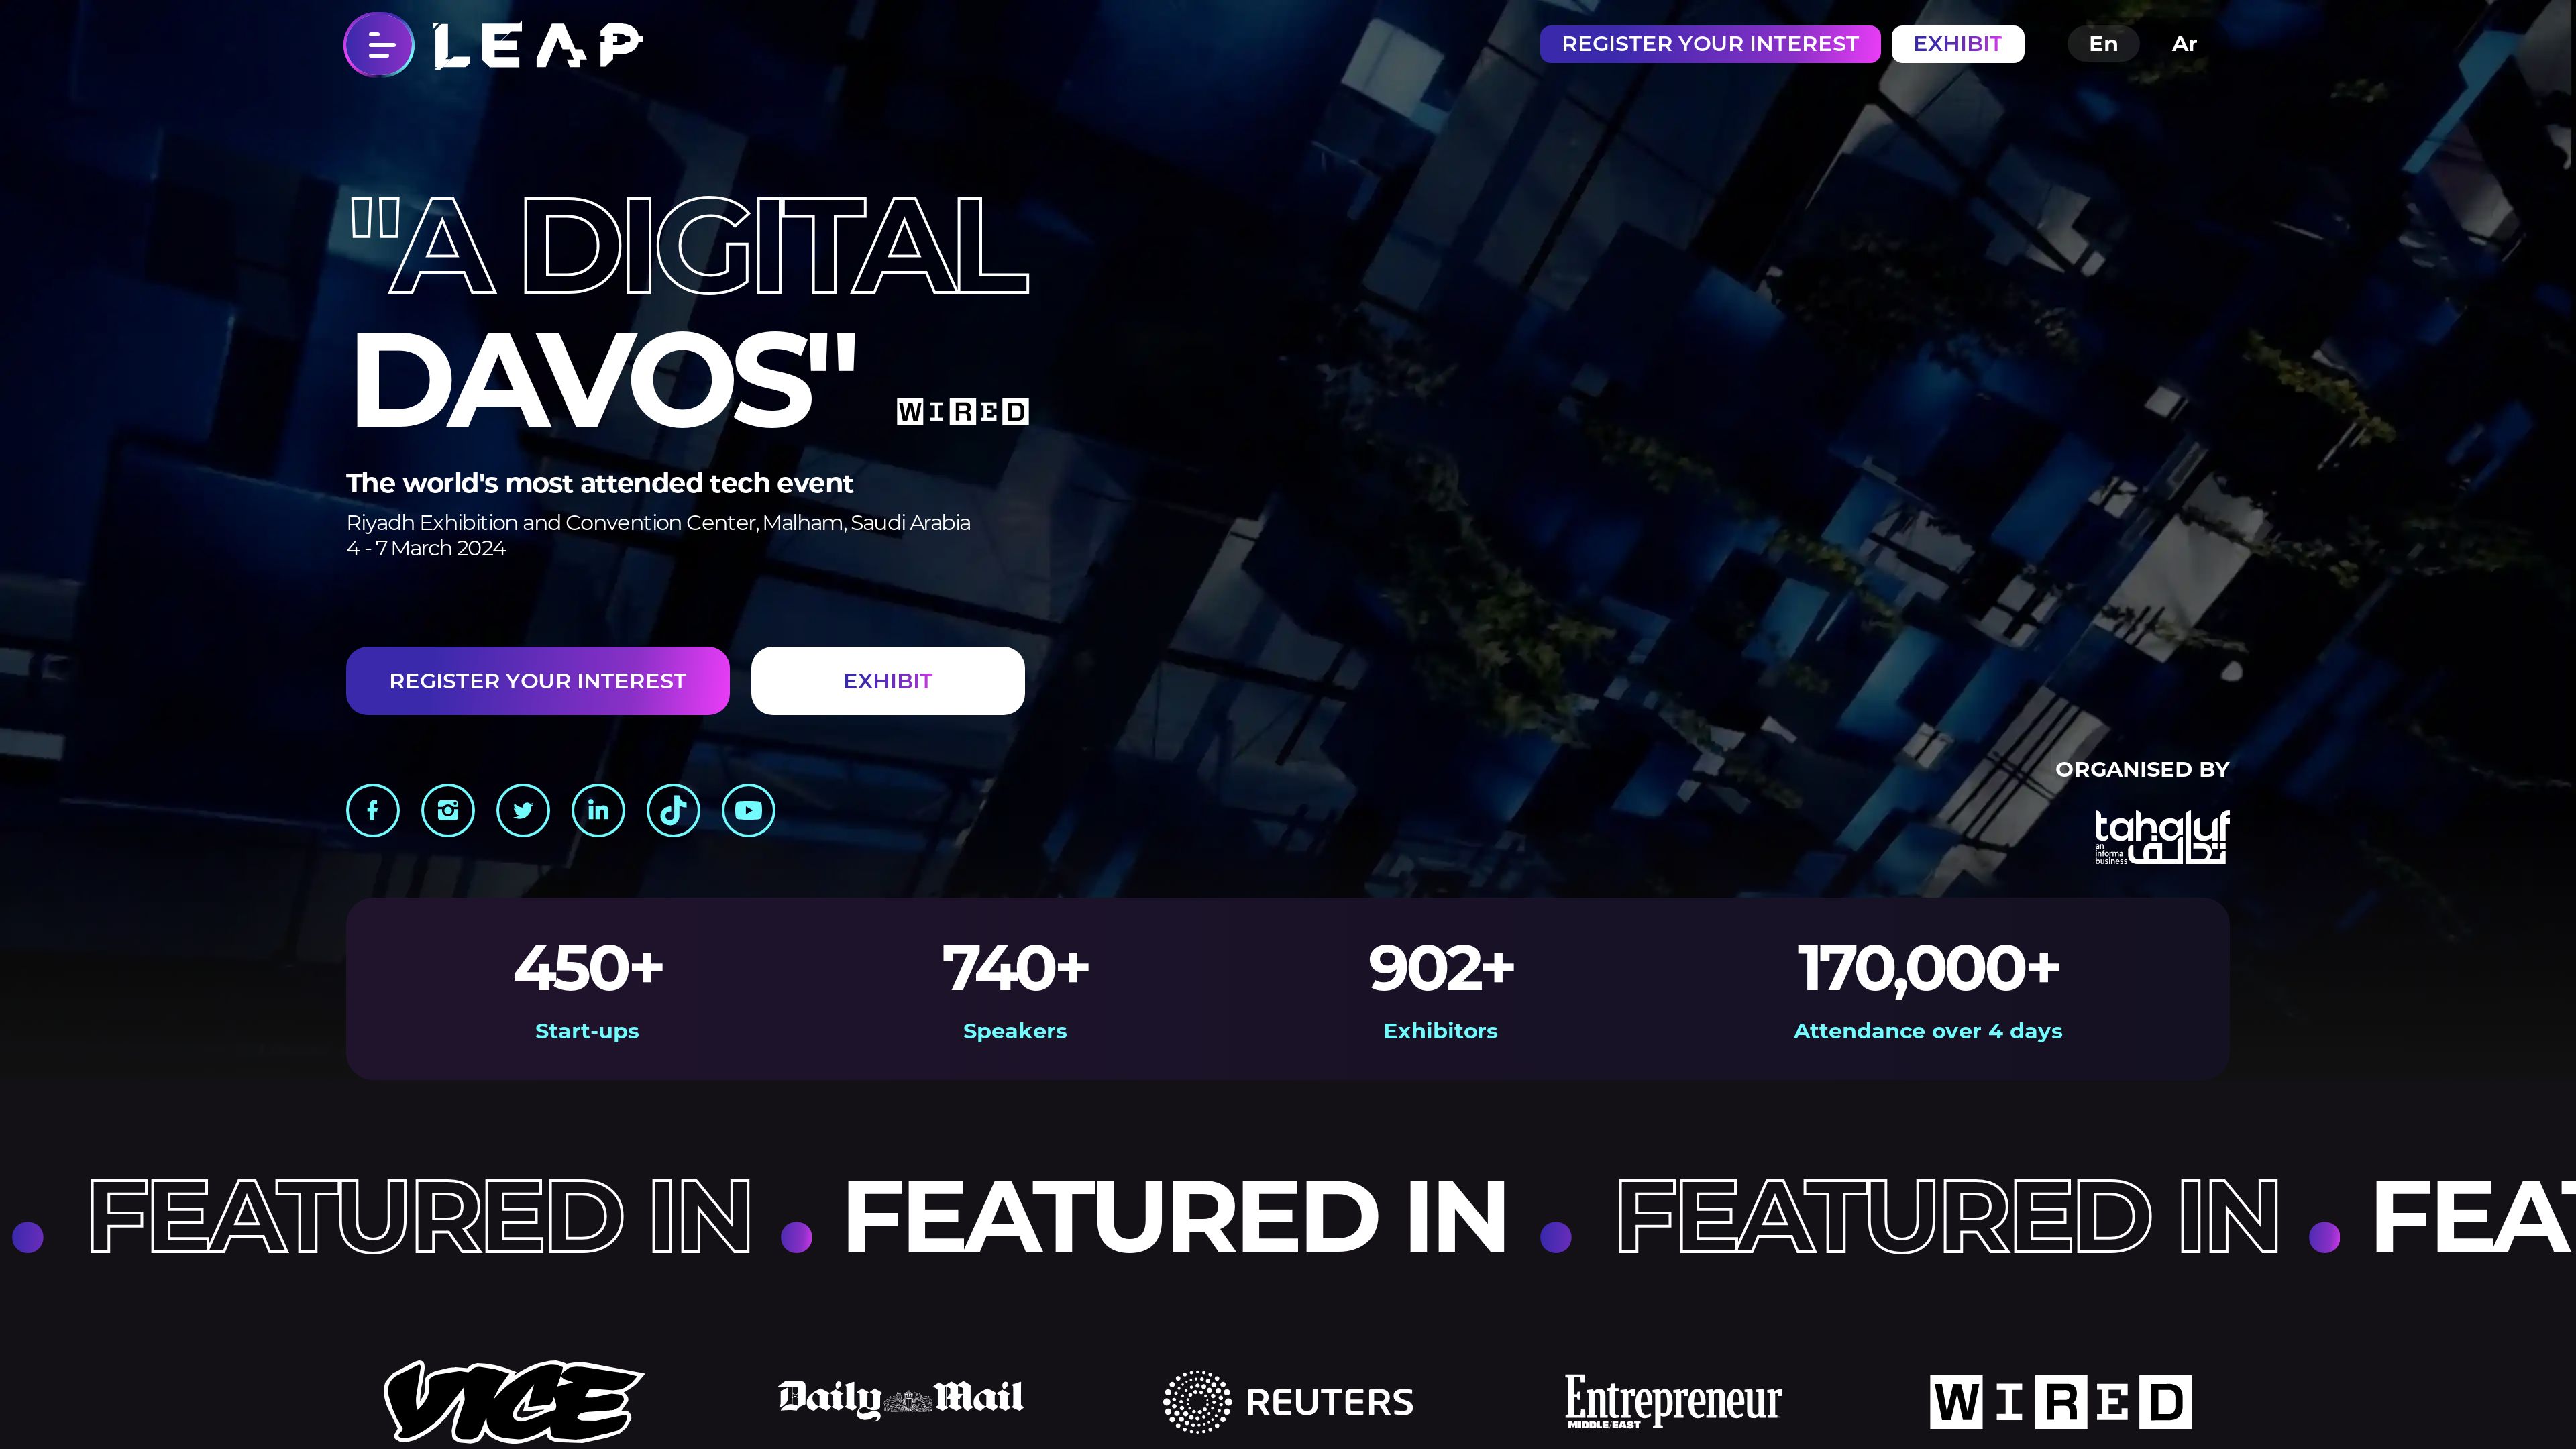 LEAP
REGISTER YOUR INTEREST
EXHIBIT
En
Ar
"A DIGITAL
DAVOS"
WIRED
The world's most attended tech event
Riyadh Exhibition and Convention Center, Malham, Saudi Arabia
4 - 7 March 2024
REGISTER YOUR INTEREST
EXHIBIT
ORGANISED BY
tahaluf
an
informa
business
تحالف
450+
740+
902+
170,000+
Start-ups
Speakers
Exhibitors
Attendance over 4 days
FEATURED IN
FEATURED IN
FEATURED IN
FEAT
VICE
Daily Mail
REUTERS
Entrepreneur
MIDDLE EAST
WIRED